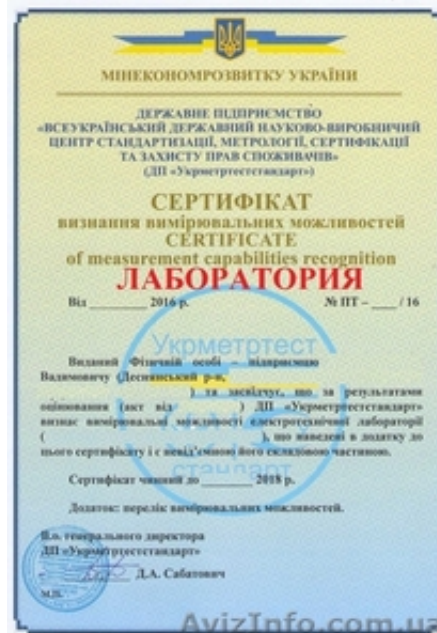 МІНЕКОНОМРОЗВИТКУ УКРАЇНИ
ДЕРЖАВНЕ ПІДПРИЄМСТВО
«ВСЕУКРАЇНСЬКИЙ ДЕРЖАВНИЙ НАУКОВО-ВИРОБНИЧИЙ
ЦЕНТР СТАНДАРТИЗАЦІЇ, МЕТРОЛОГІЇ, СЕРТИФІКАЦІЇ
ТА ЗАХИСТУ ПРАВ СПОЖИВАЧІВ»
(ДП «Укрметртестстандарт»)
СЕРТИФІКАТ
визнання вимірювальних можливостей
CERTIFICATE
of measurement capabilities recognition
ЛАБОРАТОРИЯ
Від ________ 2016 р. № ПТ – ____ / 16
Укрметртест
Виданий Фізичній особі – підприємцю
Вадимовичу (Деснянський р-н,
) та засвідчує, що за результатами
оцінювання (акт від ) ДП «Укрметртестстандарт»
визнає вимірювальні можливості електротехнічної лабораторії
( ), що наведені в додатку до
цього сертифікату і є невід'ємною його складовою частиною.
стандарт
Сертифікат чинний до ________ 2018 р.
Додаток: перелік вимірювальних можливостей.
В.о. генерального директора
ДП «Укрметртестстандарт»
Д.А. Сабатович
М.П.
AvizInfo.com.ua